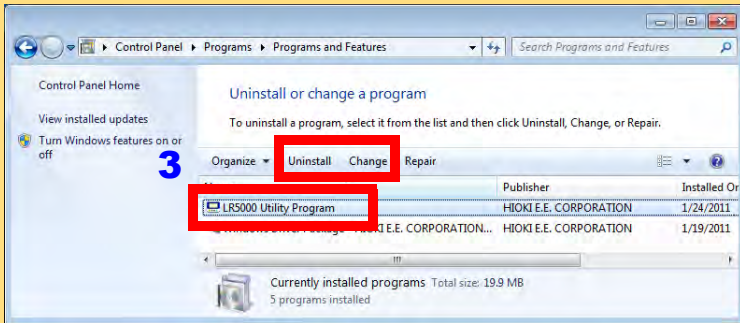 Control Panel ▸ Programs ▸ Programs and Features
Search Programs and Features
Control Panel Home
View installed updates
Turn Windows features on or
off
3
Uninstall or change a program
To uninstall a program, select it from the list and then click Uninstall, Change, or Repair.
Organize Uninstall Change Repair
Publisher Installed Or
LR5000 Utility Program HIOKI E.E. CORPORATION 1/24/2011
HIOKI E.E. CORPORATION... HIOKI E.E. CORPORATION 1/19/2011
Currently installed programs Total size: 19.9 MB
5 programs installed